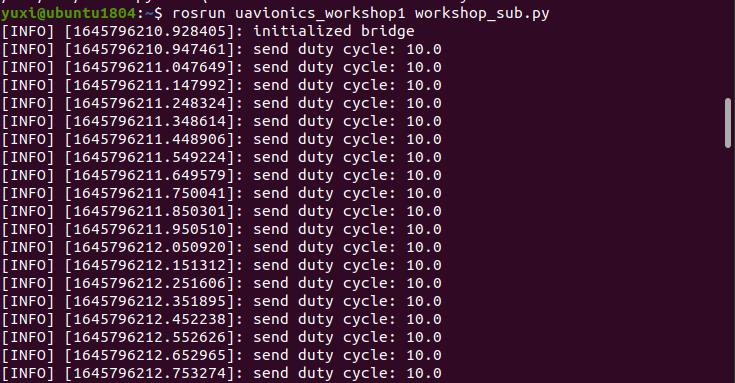 yuxi@ubuntu1804:~$ rosrun uavionics_workshop1 workshop_sub.py
[INFO] [1645796210.928405]: initialized bridge
[INFO] [1645796210.947461]: send duty cycle: 10.0
[INFO] [1645796211.047649]: send duty cycle: 10.0
[INFO] [1645796211.147992]: send duty cycle: 10.0
[INFO] [1645796211.248324]: send duty cycle: 10.0
[INFO] [1645796211.348614]: send duty cycle: 10.0
[INFO] [1645796211.448906]: send duty cycle: 10.0
[INFO] [1645796211.549224]: send duty cycle: 10.0
[INFO] [1645796211.649579]: send duty cycle: 10.0
[INFO] [1645796211.750041]: send duty cycle: 10.0
[INFO] [1645796211.850301]: send duty cycle: 10.0
[INFO] [1645796211.950510]: send duty cycle: 10.0
[INFO] [1645796212.050920]: send duty cycle: 10.0
[INFO] [1645796212.151312]: send duty cycle: 10.0
[INFO] [1645796212.251606]: send duty cycle: 10.0
[INFO] [1645796212.351895]: send duty cycle: 10.0
[INFO] [1645796212.452238]: send duty cycle: 10.0
[INFO] [1645796212.552626]: send duty cycle: 10.0
[INFO] [1645796212.652965]: send duty cycle: 10.0
[INFO] [1645796212.753274]: send duty cycle: 10.0